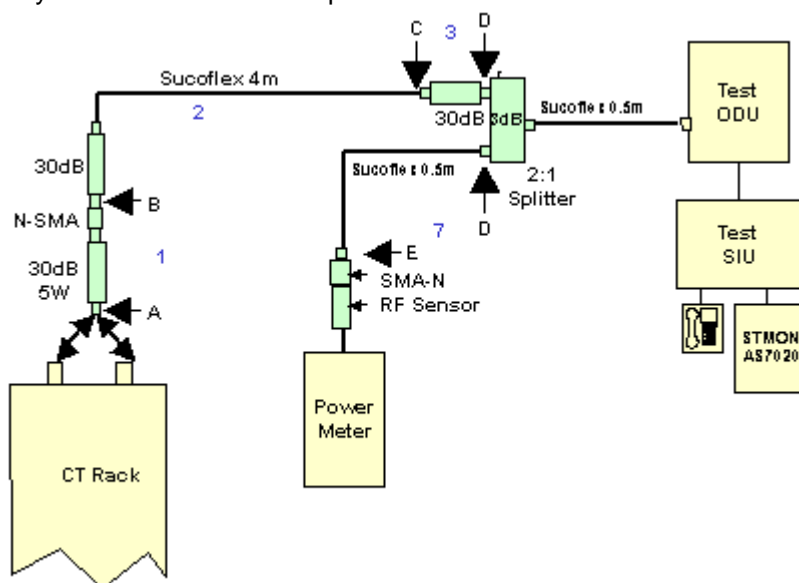 C
3
D
Sucoflex 4m
2
30dB
3dB
Sucoflex 0.5m
Test
ODU
30dB
B
N-SMA
Sucoflex 0.5m
2:1
Splitter
7
D
30dB
5W
1
A
E
SMA-N
RF Sensor
Test
SIU
STMON
AS7020
Power
Meter
CT Rack